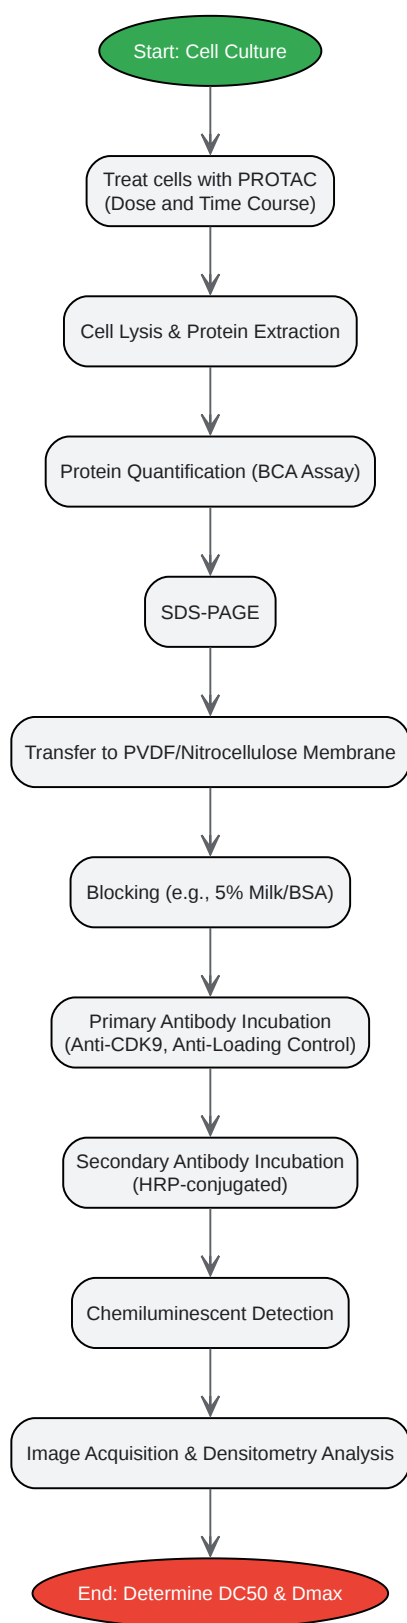 Start: Cell Culture
Treat cells with PROTAC
(Dose and Time Course)
Cell Lysis & Protein Extraction
Protein Quantification (BCA Assay)
SDS-PAGE
Transfer to PVDF/Nitrocellulose Membrane
Blocking (e.g., 5% Milk/BSA)
Primary Antibody Incubation
(Anti-CDK9, Anti-Loading Control)
Secondary Antibody Incubation
(HRP-conjugated)
Chemiluminescent Detection
Image Acquisition & Densitometry Analysis
End: Determine DC50 & Dmax